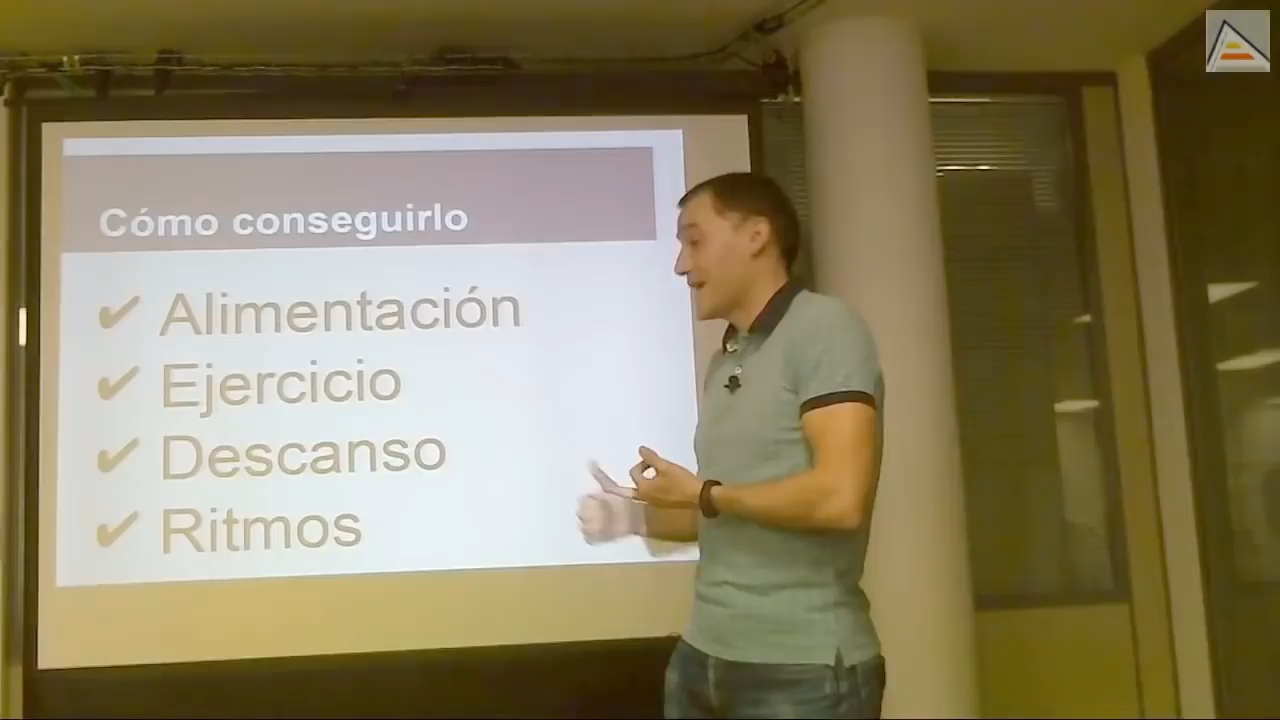 Cómo conseguirlo
✔ Alimentación
✔ Ejercicio
✔ Descanso
✔ Ritmos